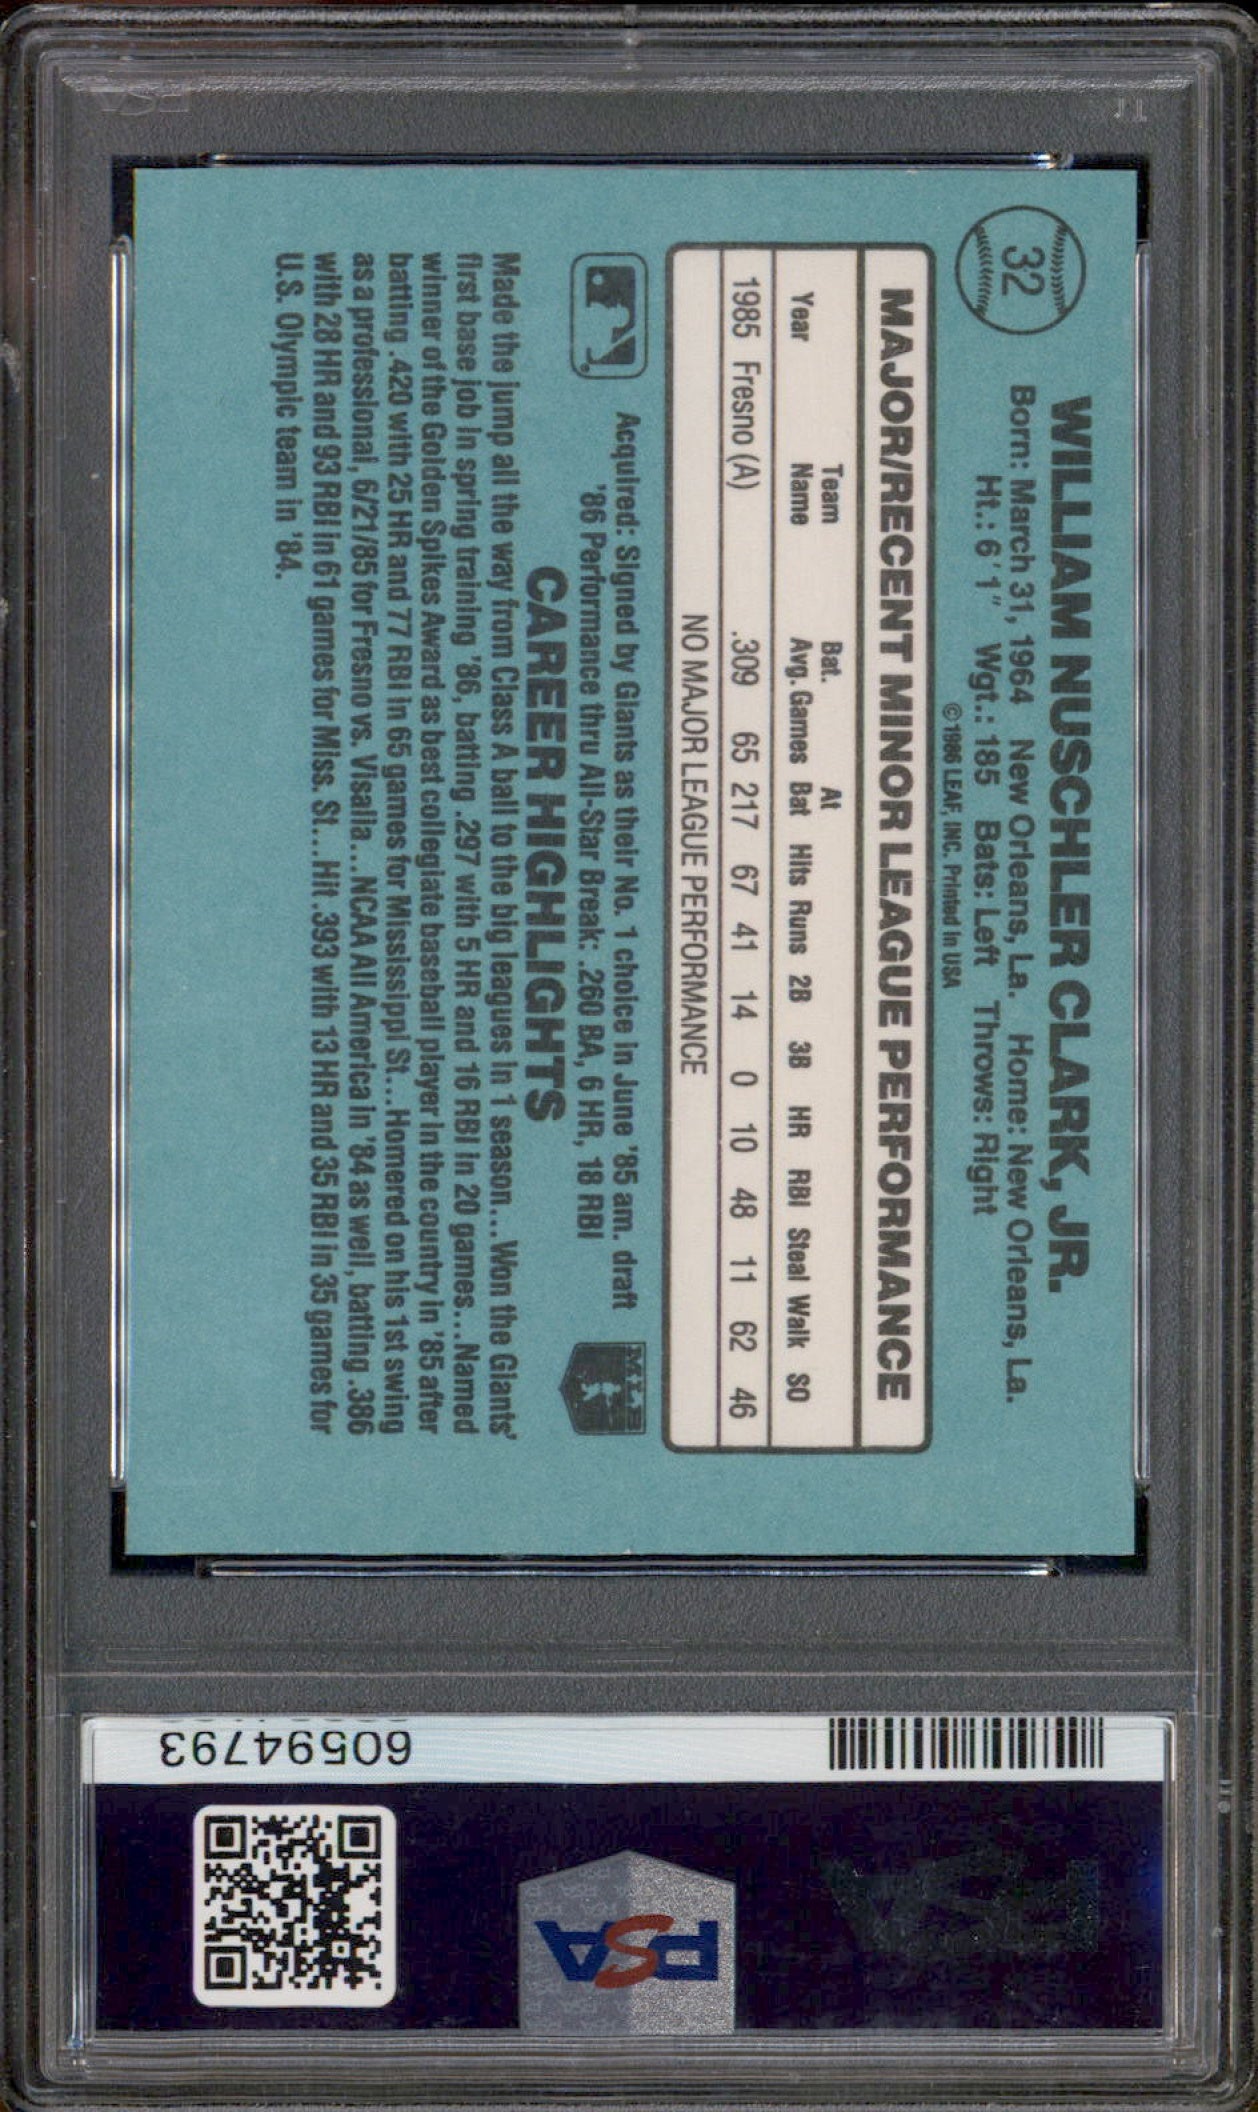 32
WILLIAM NUSCHLER CLARK, JR.
Born: March 31, 1964 New Orleans, La. Home: New Orleans, La.
Ht.: 6'1" Wgt.: 185 Bats: Left Throws: Right
© 1986 LEAF, INC. Printed in USA
MAJOR/RECENT MINOR LEAGUE PERFORMANCE
Team Bat. At
Year Name Avg. Games Bat Hits Runs 2B 3B HR RBI Steal Walk SO
1985 Fresno (A) .309 65 217 67 41 14 0 10 48 11 62 46
NO MAJOR LEAGUE PERFORMANCE
Acquired: Signed by Giants as their No. 1 choice in June '85 am. draft
'86 Performance thru All-Star Break: .260 BA, 6 HR, 18 RBI
MLB
CAREER HIGHLIGHTS
Made the jump all the way from Class A ball to the big leagues in 1 season...Won the Giants'
first base job in spring training '86, batting .297 with 5 HR and 16 RBI in 20 games...Named
winner of the Golden Spikes Award as best collegiate baseball player in the country in '85 after
batting .420 with 25 HR and 77 RBI in 65 games for Mississippi St...Homered on his 1st swing
as a professional, 6/21/85 for Fresno vs. Visalia...NCAA All America in '84 as well, batting .386
with 28 HR and 93 RBI in 61 games for Miss. St...Hit .393 with 13 HR and 35 RBI in 35 games for
U.S. Olympic team in '84.
60594793
PSA